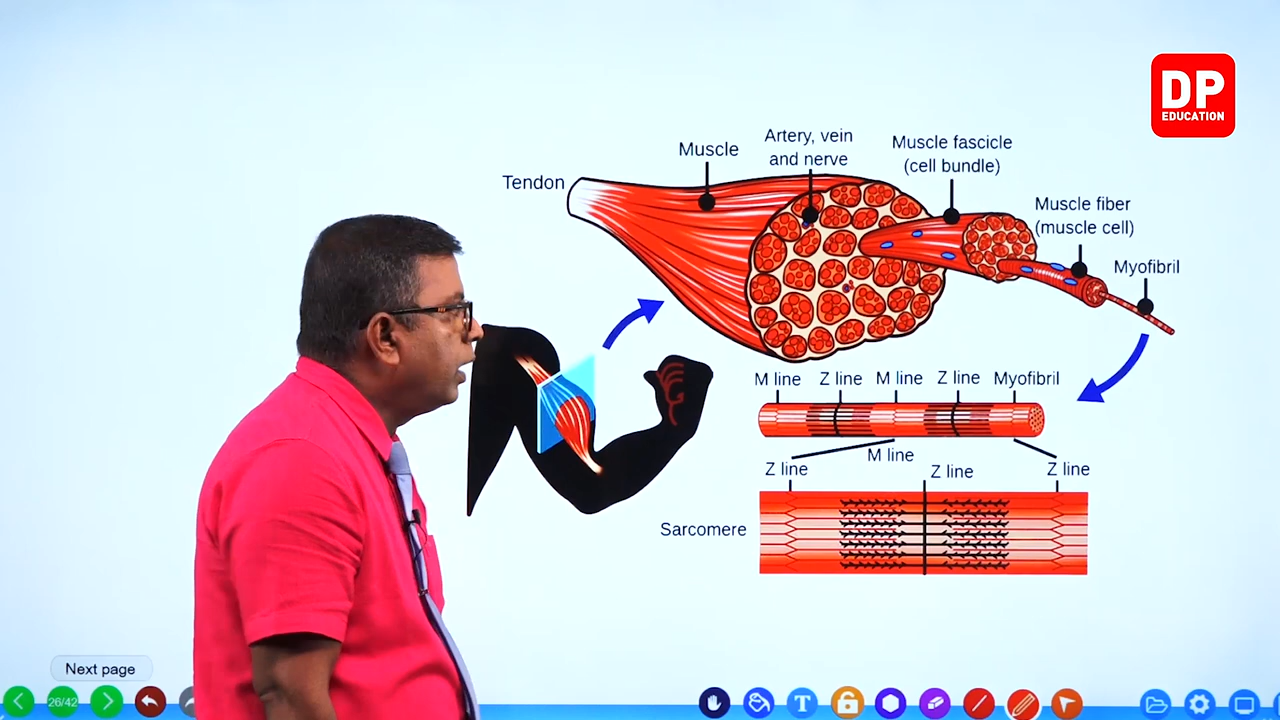 DP
EDUCATION
Artery, vein
and nerve
Muscle
Muscle fascicle
(cell bundle)
Tendon
Muscle fiber
(muscle cell)
Myofibril
M line
Z line
M line
Z line
Myofibril
M line
Z line
Z line
Z line
Sarcomere
Next page
26/42
T